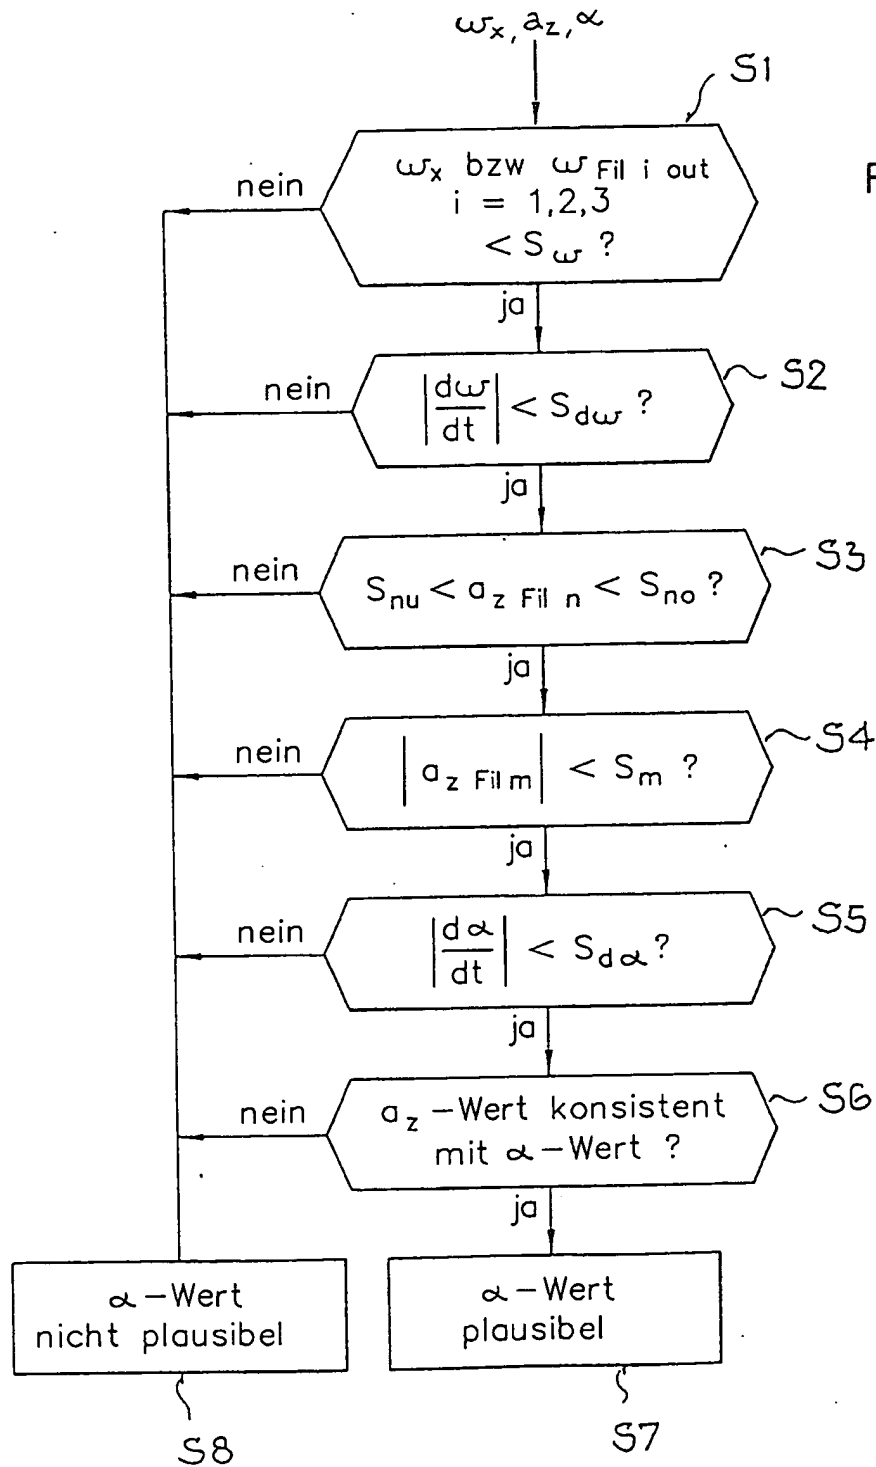 ωx, az, α
S1
ωx bzw ωFil i out
i = 1,2,3
< Sω ?
F
nein
ja
S2
|dω/dt| < Sdω ?
nein
ja
S3
Snu < az Fil n < Sno ?
nein
ja
S4
|az Fil m| < Sm ?
nein
ja
S5
|dα/dt| < Sdα ?
nein
ja
S6
az -Wert konsistent
mit α-Wert ?
nein
ja
α-Wert
nicht plausibel
α-Wert
plausibel
S8
S7